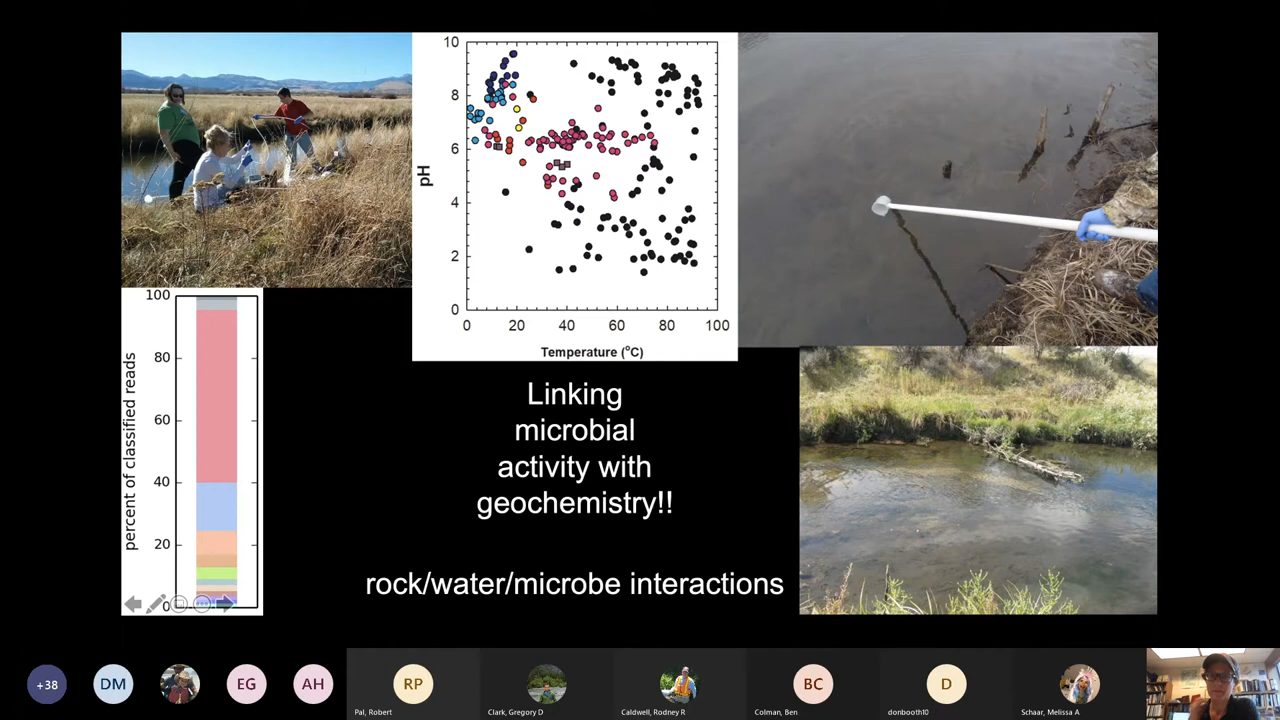 10
8
6
4
2
0
pH
0 20 40 60 80 100
Temperature (°C)
100
80
60
40
20
0
percent of classified reads
Linking
microbial
activity with
geochemistry!!
rock/water/microbe interactions
+38
DM
EG
AH
RP
Pal, Robert
Clark, Gregory D
Caldwell, Rodney R
BC
Colman, Ben
D
donbooth10
Schaar, Melissa A